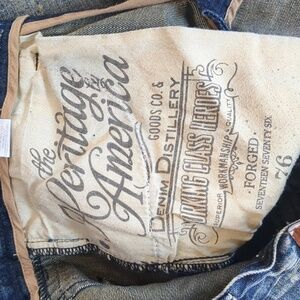 the
Heritage
of
America
GOODS CO. &
DENIM DISTILLERY
WORKING CLASS HEROES
SUPERIOR WORKMANSHIP & QUALITY
• FORGED •
SEVENTEEN SEVENTY SIX
76